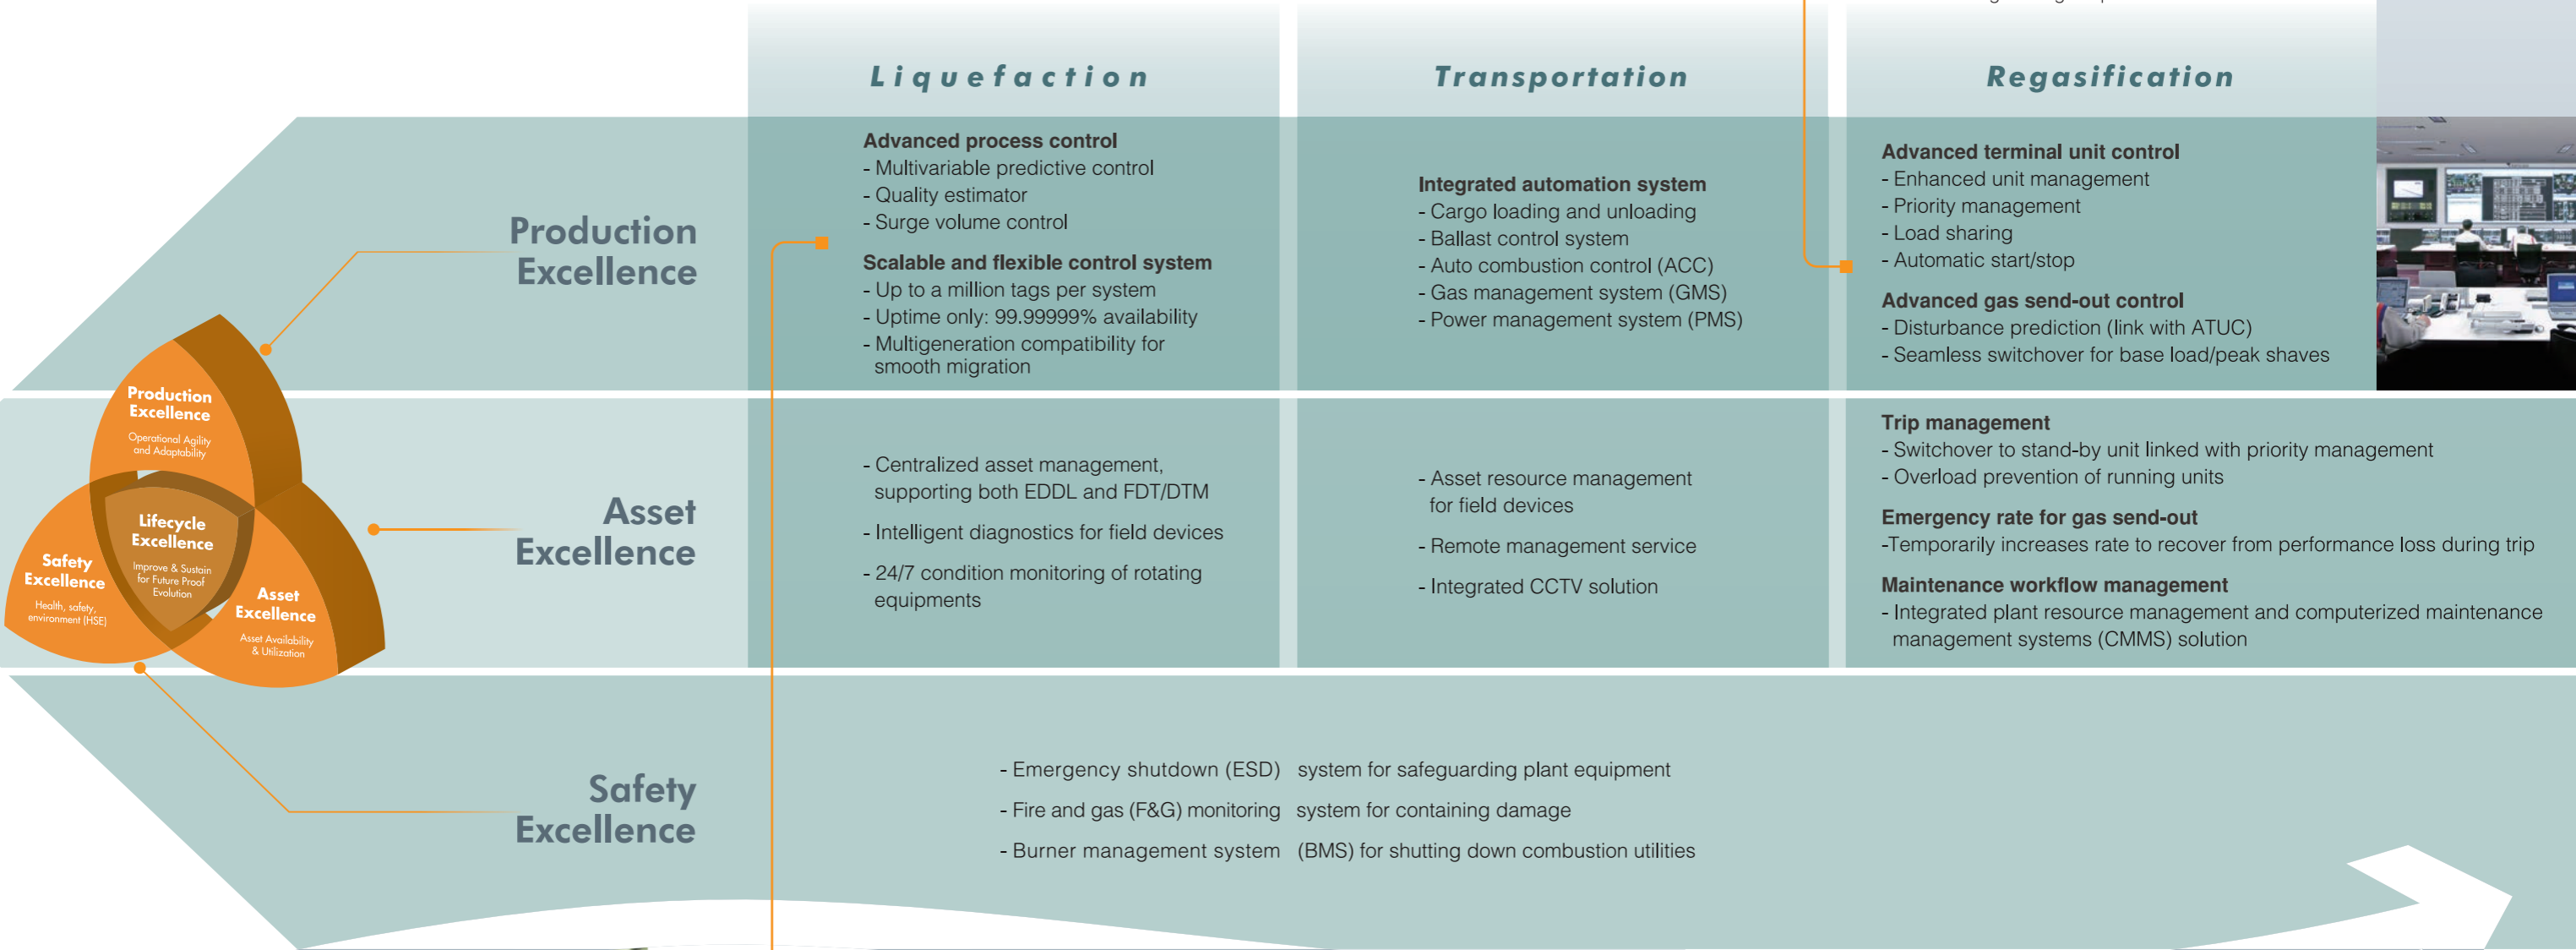 Liquefaction
Transportation
Regasification
Production
Excellence
Advanced process control
- Multivariable predictive control
- Quality estimator
- Surge volume control
Scalable and flexible control system
- Up to a million tags per system
- Uptime only: 99.99999% availability
- Multigeneration compatibility for
smooth migration
Integrated automation system
- Cargo loading and unloading
- Ballast control system
- Auto combustion control (ACC)
- Gas management system (GMS)
- Power management system (PMS)
Advanced terminal unit control
- Enhanced unit management
- Priority management
- Load sharing
- Automatic start/stop
Advanced gas send-out control
- Disturbance prediction (link with ATUC)
- Seamless switchover for base load/peak shaves
Production
Excellence
Operational Agility
and Adaptability
Lifecycle
Excellence
Improve & Sustain
for Future Proof
Evolution
Safety
Excellence
Health, safety,
environment (HSE)
Asset
Excellence
Asset Availability
& Utilization
Asset
Excellence
- Centralized asset management,
supporting both EDDL and FDT/DTM
- Intelligent diagnostics for field devices
- 24/7 condition monitoring of rotating
equipments
- Asset resource management
for field devices
- Remote management service
- Integrated CCTV solution
Trip management
- Switchover to stand-by unit linked with priority management
- Overload prevention of running units
Emergency rate for gas send-out
-Temporarily increases rate to recover from performance loss during trip
Maintenance workflow management
- Integrated plant resource management and computerized maintenance
management systems (CMMS) solution
Safety
Excellence
- Emergency shutdown (ESD) system for safeguarding plant equipment
- Fire and gas (F&G) monitoring system for containing damage
- Burner management system (BMS) for shutting down combustion utilities